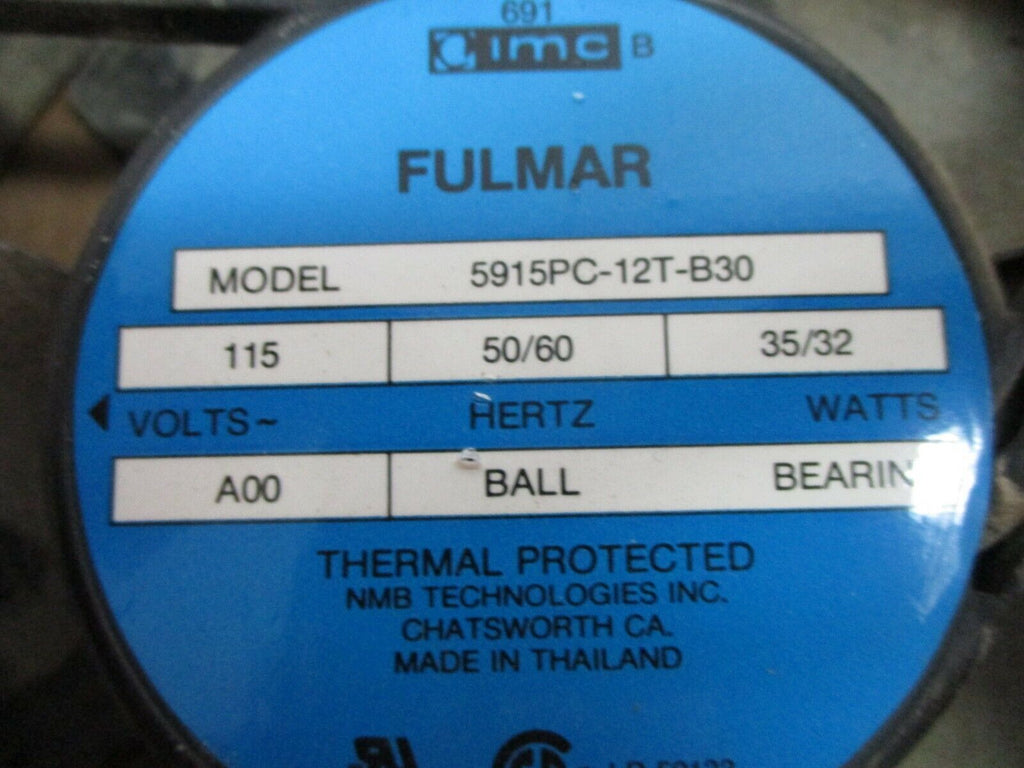 691
imc B
FULMAR
MODEL 5915PC-12T-B30
115 50/60 35/32
VOLTS~ HERTZ WATTS
A00 BALL BEARIN
THERMAL PROTECTED
NMB TECHNOLOGIES INC.
CHATSWORTH CA.
MADE IN THAILAND